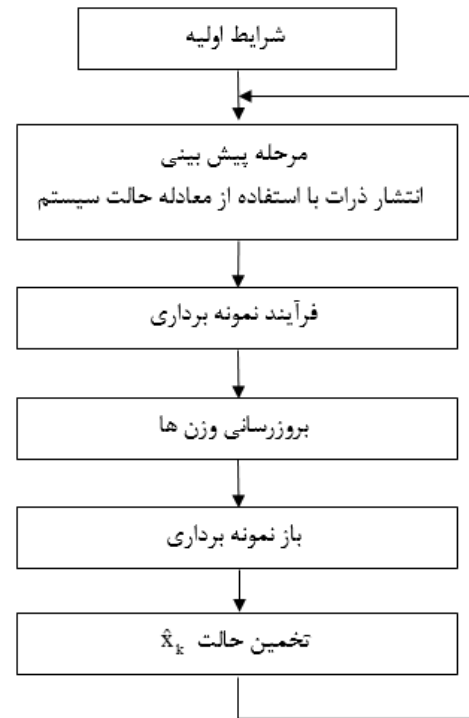 شرایط اولیه
مرحله پیش بینی
انتشار ذرات با استفاده از معادله حالت سیستم
فرآیند نمونه برداری
بروزرسانی وزن ها
باز نمونه برداری
تخمین حالت x̂ₖ